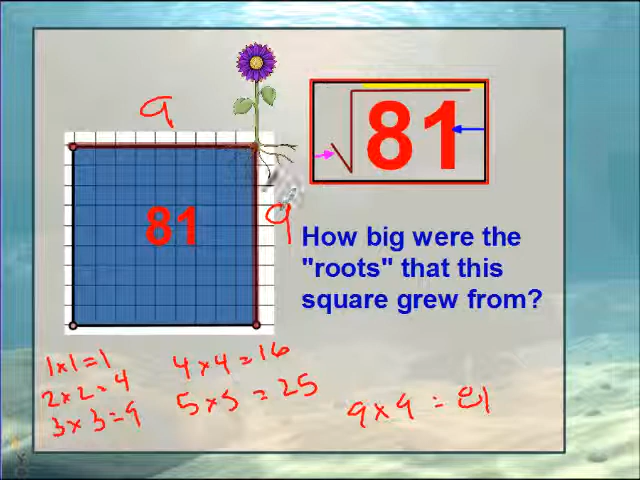 9
√81
81
9
How big were the
"roots" that this
square grew from?
1x1=1
2x2=4
3x3=9
4x4=16
5x5=25
9x9=81